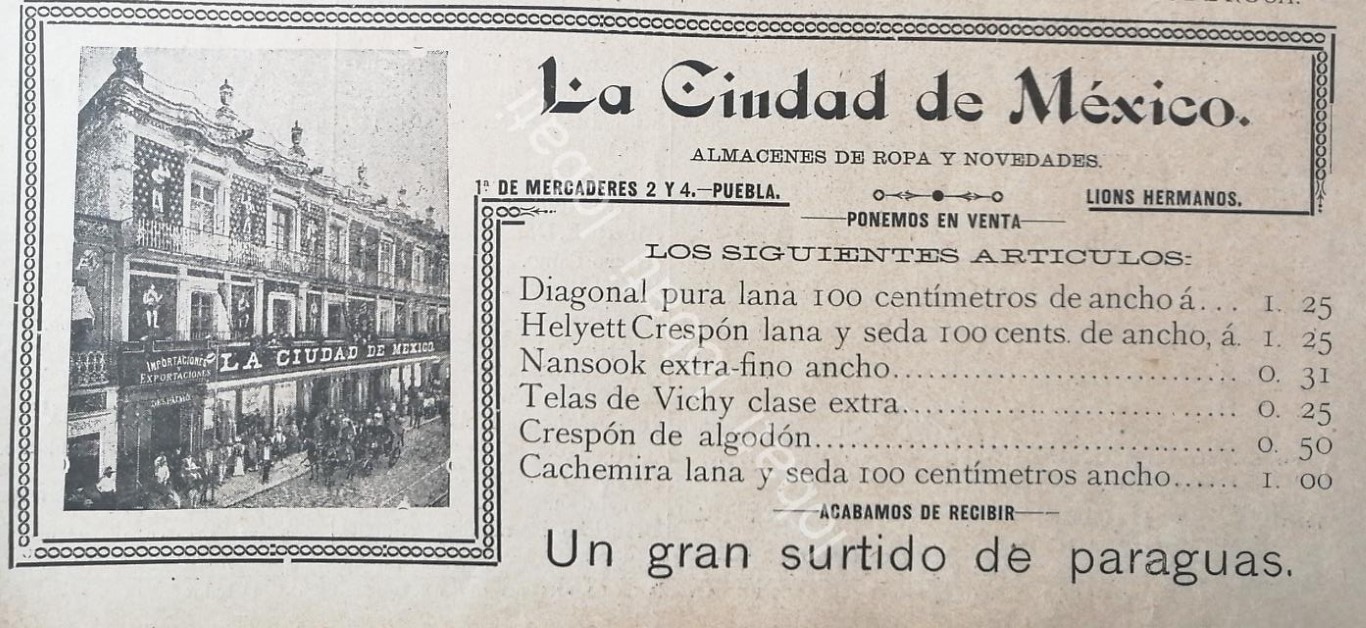 La Ciudad de México.
ALMACENES DE ROPA Y NOVEDADES.
1ª DE MERCADERES 2 Y 4.—PUEBLA.
LIONS HERMANOS.
PONEMOS EN VENTA
LOS SIGUIENTES ARTICULOS:
Diagonal pura lana 100 centímetros de ancho á... 1. 25
Helyett Crespón lana y seda 100 cents. de ancho, á. 1. 25
Nansook extra-fino ancho................................ 0. 31
Telas de Vichy clase extra............................... 0. 25
Crespón de algodón....................................... 0. 50
Cachemira lana y seda 100 centímetros ancho...... 1. 00
ACABAMOS DE RECIBIR
Un gran surtido de paraguas.
IMPORTACIONES
EXPORTACIONES
LA CIUDAD DE MEXICO
DESPACHO